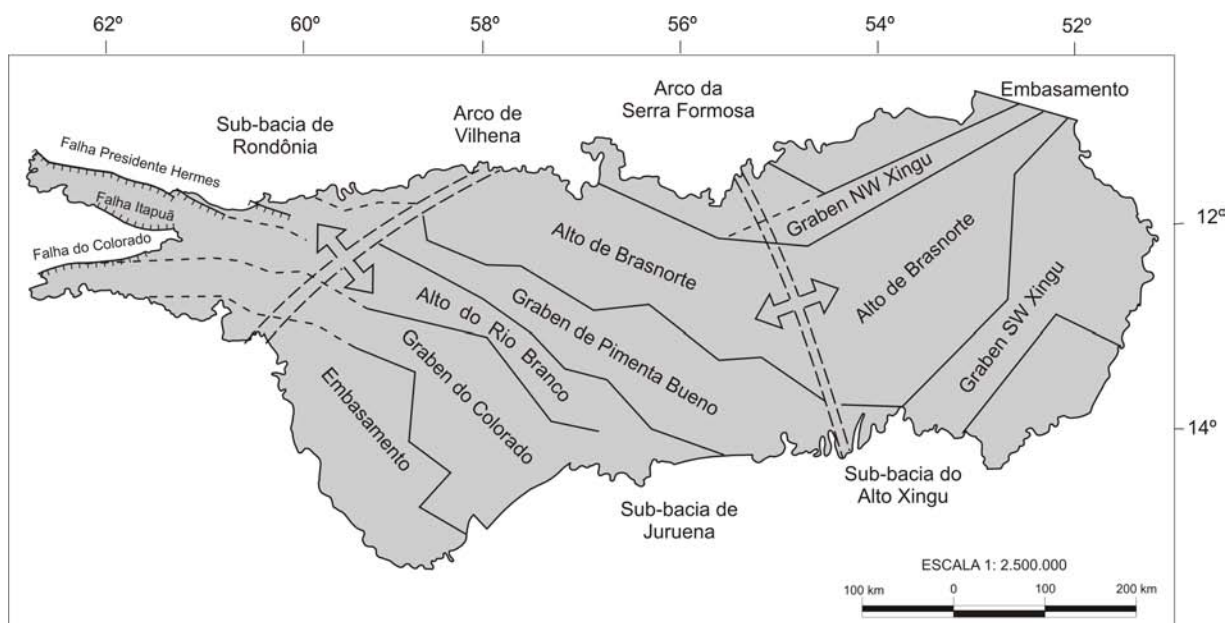 62º
60º
58º
56º
54º
52º
Sub-bacia de
Rondônia
Arco de
Vilhena
Arco da
Serra Formosa
Embasamento
Falha Presidente Hermes
Falha Itapuã
Falha do Colorado
Graben NW Xingu
12º
Alto de Brasnorte
Alto de Brasnorte
Alto do Rio Branco
Graben de Pimenta Bueno
Graben SW Xingu
Graben do Colorado
Embasamento
14º
Sub-bacia do
Alto Xingu
Sub-bacia de
Juruena
ESCALA 1: 2.500.000
100 km
0
100
200 km